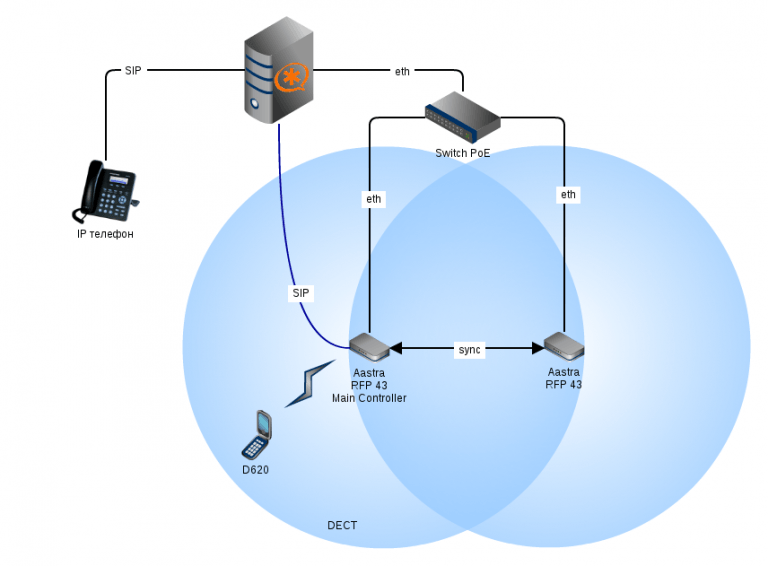 SIP
eth
Switch PoE
eth
eth
IP телефон
SIP
sync
Aastra
RFP 43
Main Controller
Aastra
RFP 43
D620
DECT